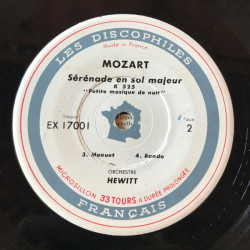 LES DISCOPHILES
Made in France
MOZART
Sérénade en sol majeur
K 525
"Petite musique de nuit"
EX 17001
Face
2
3. Menuet
4. Rondo
ORCHESTRE
HEWITT
MICROSILLON 33 TOURS A DURÉE PROLONGÉE
FRANÇAIS